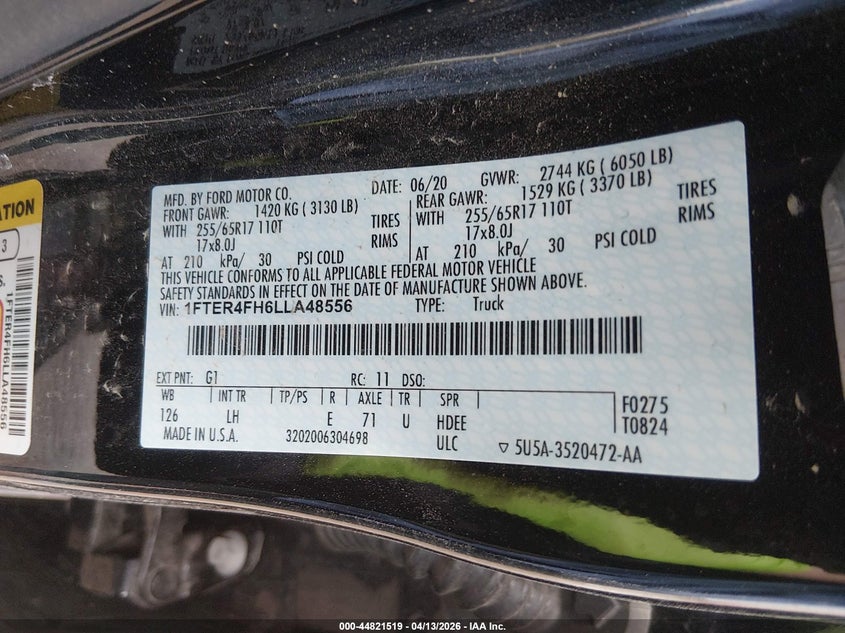 MFD. BY FORD MOTOR CO.
DATE: 06/20 GVWR: 2744 KG ( 6050 LB)
FRONT GAWR: 1420 KG ( 3130 LB)
REAR GAWR: 1529 KG ( 3370 LB)
WITH 255/65R17 110T TIRES
WITH 255/65R17 110T TIRES
17x8.0J RIMS
17x8.0J RIMS
AT 210 kPa/ 30 PSI COLD
AT 210 kPa/ 30 PSI COLD
THIS VEHICLE CONFORMS TO ALL APPLICABLE FEDERAL MOTOR VEHICLE
SAFETY STANDARDS IN EFFECT ON THE DATE OF MANUFACTURE SHOWN ABOVE.
VIN: 1FTER4FH6LLA48556 TYPE: Truck
EXT PNT: G1 RC: 11 DSO:
WB INT TR TP/PS R AXLE TR SPR
126 LH E 71 U HDEE
ULC
F0275
T0824
MADE IN U.S.A. 3202006304698 ▽ 5U5A-3520472-AA
ATION
3
S.
1FTER4FH6LLA48556
000-44821519 - 04/13/2026 - IAA Inc.